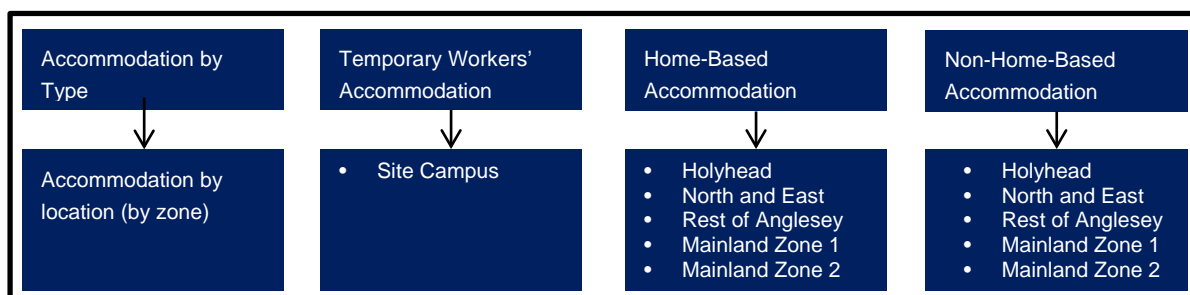 Accommodation by
Type
Temporary Workers’
Accommodation
Home-Based
Accommodation
Non-Home-Based
Accommodation
Accommodation by
location (by zone)
• Site Campus
• Holyhead
• North and East
• Rest of Anglesey
• Mainland Zone 1
• Mainland Zone 2
• Holyhead
• North and East
• Rest of Anglesey
• Mainland Zone 1
• Mainland Zone 2